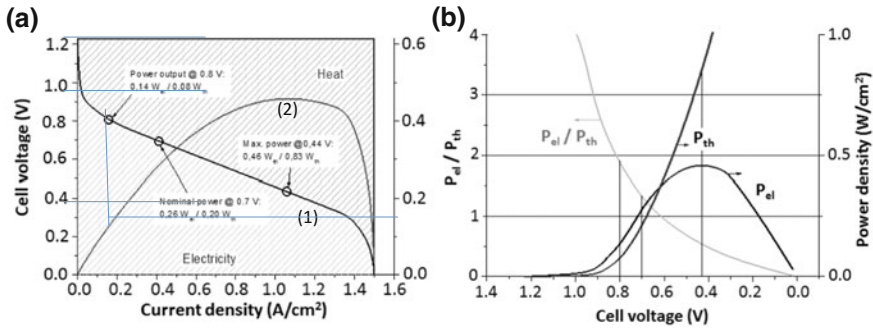 (a)
1.2
1.0
0.8
0.6
0.4
0.2
0.0
Cell voltage (V)
0.0 0.2 0.4 0.6 0.8 1.0 1.2 1.4 1.6
Current density (A/cm²)
0.6
0.5
0.4
0.3
0.2
0.1
0.0
Heat
Power output @ 0.8 V:
0,14 Wel / 0,08 Wth
(2)
Max. power @0,44 V:
0,46 Wel / 0,83 Wth
Nominal-power @ 0.7 V:
0,26 Wel / 0,20 Wth
(1)
Electricity
(b)
4
3
2
1
0
Pel / Pth
1.4 1.2 1.0 0.8 0.6 0.4 0.2 0.0
Cell voltage (V)
1.0
0.5
0.0
Power density (W/cm²)
Pel / Pth
Pth
Pel